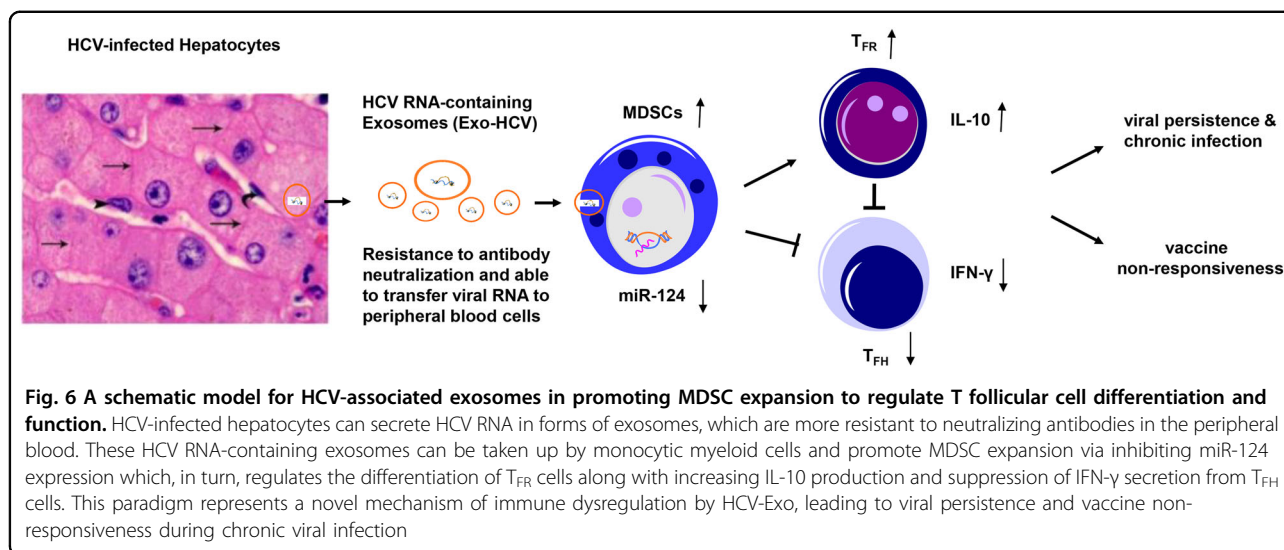 HCV-infected Hepatocytes
HCV RNA-containing
Exosomes (Exo-HCV)
Resistance to antibody
neutralization and able
to transfer viral RNA to
peripheral blood cells
MDSCs ↑
miR-124 ↓
T_FR ↑
IL-10 ↑
IFN-γ ↓
T_FH ↓
viral persistence &
chronic infection
vaccine
non-responsiveness
Fig. 6 A schematic model for HCV-associated exosomes in promoting MDSC expansion to regulate T follicular cell differentiation and
function. HCV-infected hepatocytes can secrete HCV RNA in forms of exosomes, which are more resistant to neutralizing antibodies in the peripheral
blood. These HCV RNA-containing exosomes can be taken up by monocytic myeloid cells and promote MDSC expansion via inhibiting miR-124
expression which, in turn, regulates the differentiation of T_FR cells along with increasing IL-10 production and suppression of IFN-γ secretion from T_FH
cells. This paradigm represents a novel mechanism of immune dysregulation by HCV-Exo, leading to viral persistence and vaccine non-
responsiveness during chronic viral infection